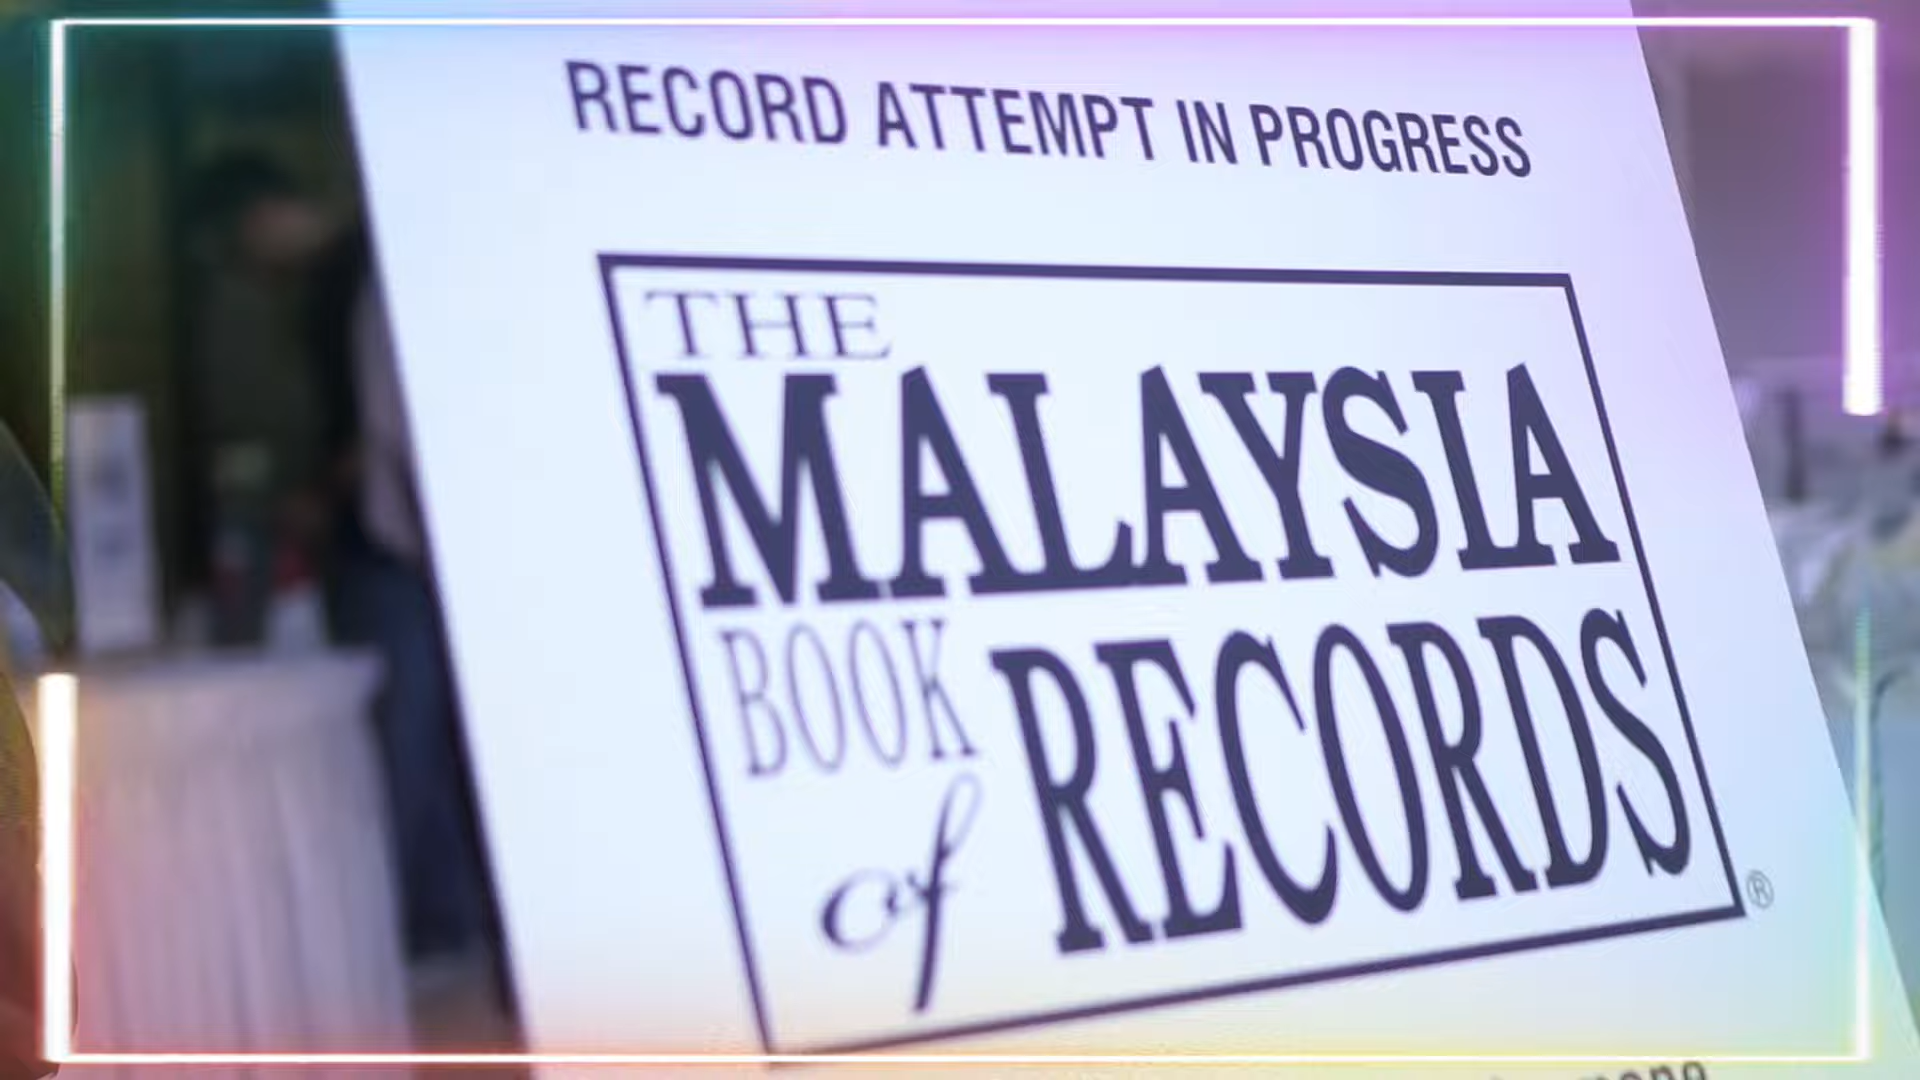 RECORD ATTEMPT IN PROGRESS
THE
MALAYSIA
BOOK
of RECORDS
®